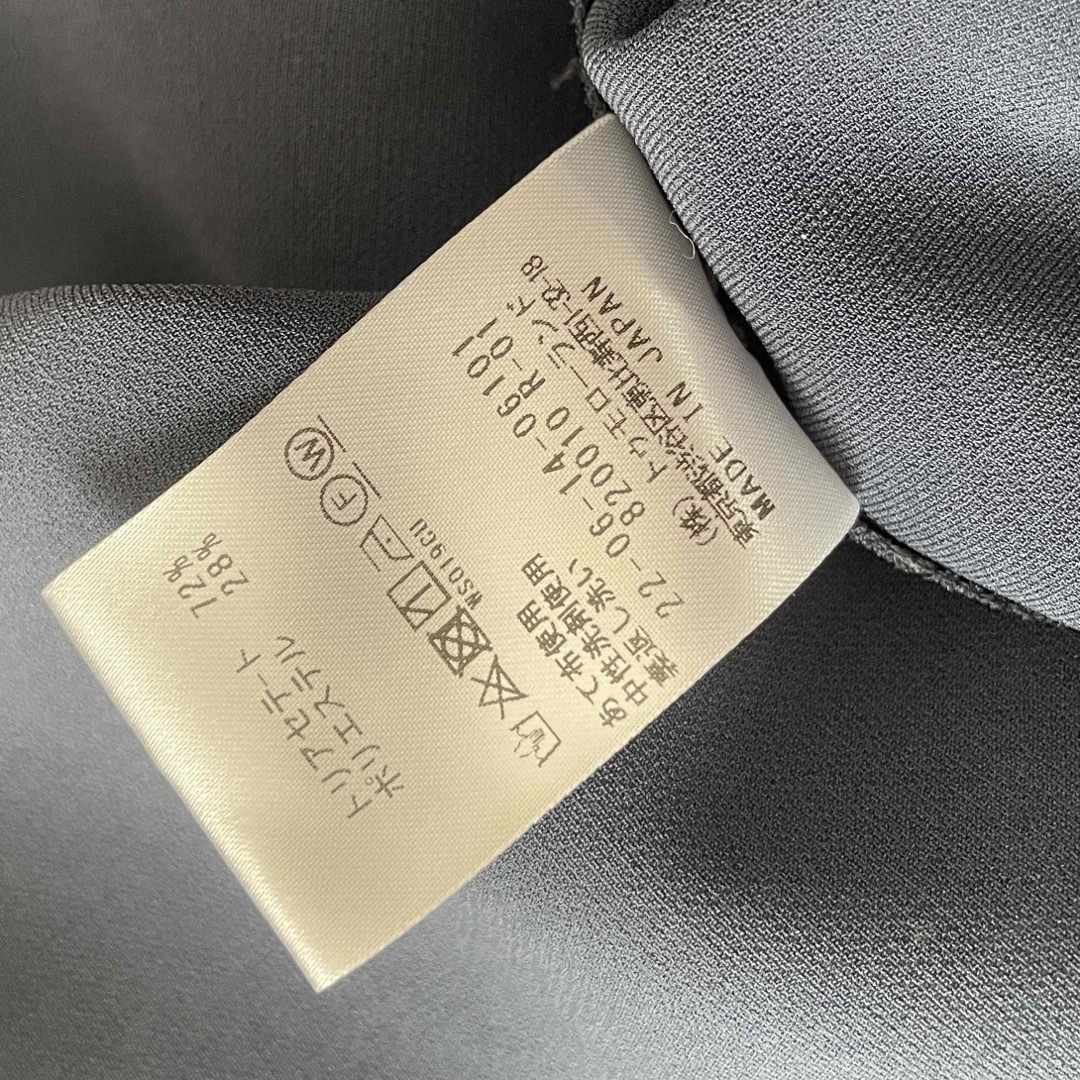 トリアセテート 72%
ポリエステル 28%
F W
WS019CU
あて布使用
中性洗剤使用
裏返し洗い
22-06-14-06101
820010 R-01
(株) トゥモローランド
東京都渋谷区恵比寿西1-32-18
MADE IN JAPAN